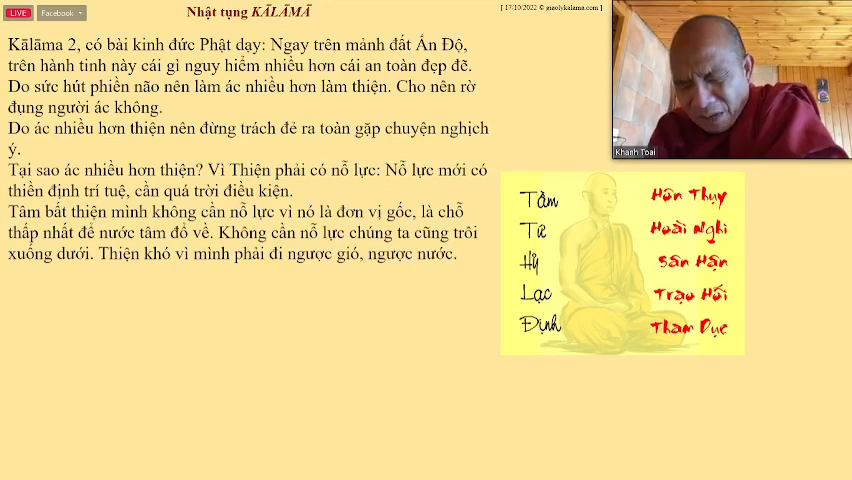 LIVE
Facebook
Nhật tụng KĀLĀMĀ
[ 17/10/2022 © giaolykalama.com ]
Kālāma 2, có bài kinh đức Phật dạy: Ngay trên mảnh đất Ấn Độ,
trên hành tinh này cái gì nguy hiểm nhiều hơn cái an toàn đẹp đẽ.
Do sức hút phiền não nên làm ác nhiều hơn làm thiện. Cho nên rờ
đụng người ác không.
Do ác nhiều hơn thiện nên đừng trách đẻ ra toàn gặp chuyện nghịch
ý.
Tại sao ác nhiều hơn thiện? Vì Thiện phải có nỗ lực: Nỗ lực mới có
thiền định trí tuệ, cần quá trời điều kiện.
Tâm bất thiện mình không cần nỗ lực vì nó là đơn vị gốc, là chỗ
thấp nhất để nước tâm đổ về. Không cần nỗ lực chúng ta cũng trôi
xuống dưới. Thiện khó vì mình phải đi ngược gió, ngược nước.
Khanh Toai
Tầm Hôn Thụy
Tứ Hoài Nghi
Hỷ Sân Hận
Lạc Trạo Hối
Định Tham Dục